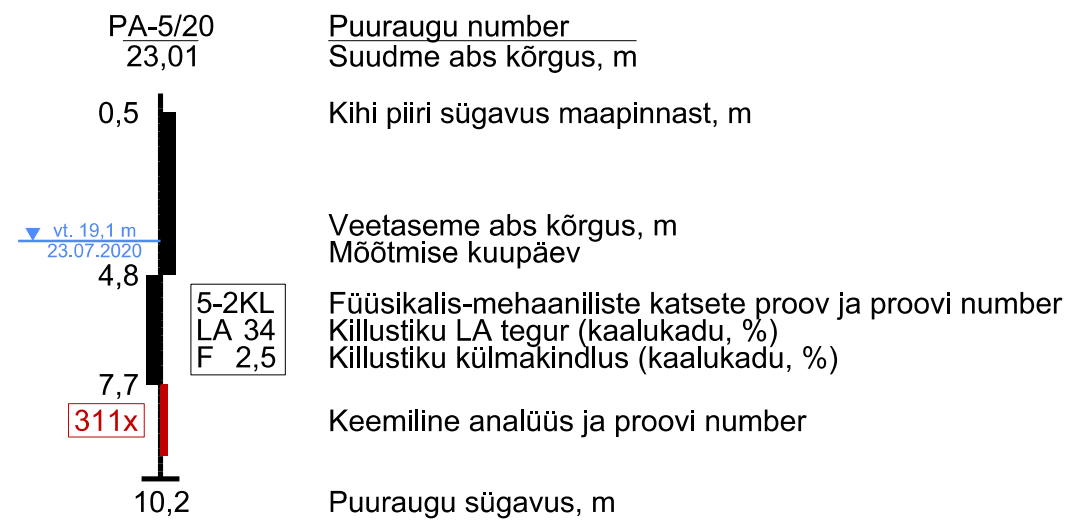 PA-5/20 Puuraugu number
23,01 Suudme abs kõrgus, m
0,5 Kihi piiri sügavus maapinnast, m
vt. 19,1 m Veetaseme abs kõrgus, m
23.07.2020 Mõõtmise kuupäev
4,8
5-2KL Füüsikalis-mehaaniliste katsete proov ja proovi number
LA 34 Killustiku LA tegur (kaalukadu, %)
F 2,5 Killustiku külmakindlus (kaalukadu, %)
7,7
311x Keemiline analüüs ja proovi number
10,2 Puuraugu sügavus, m